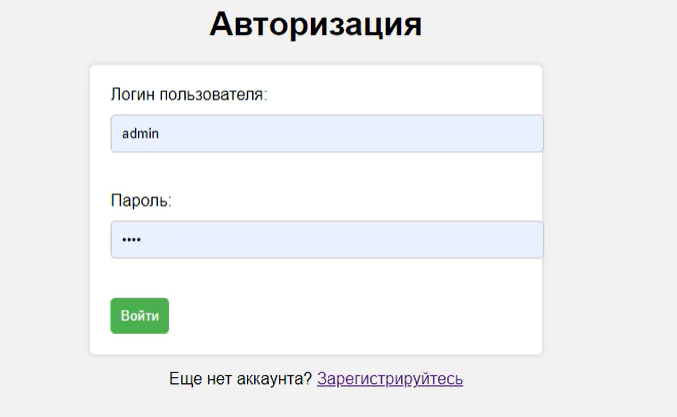 Авторизация
Логин пользователя:
admin
Пароль:
••••
Войти
Еще нет аккаунта? Зарегистрируйтесь